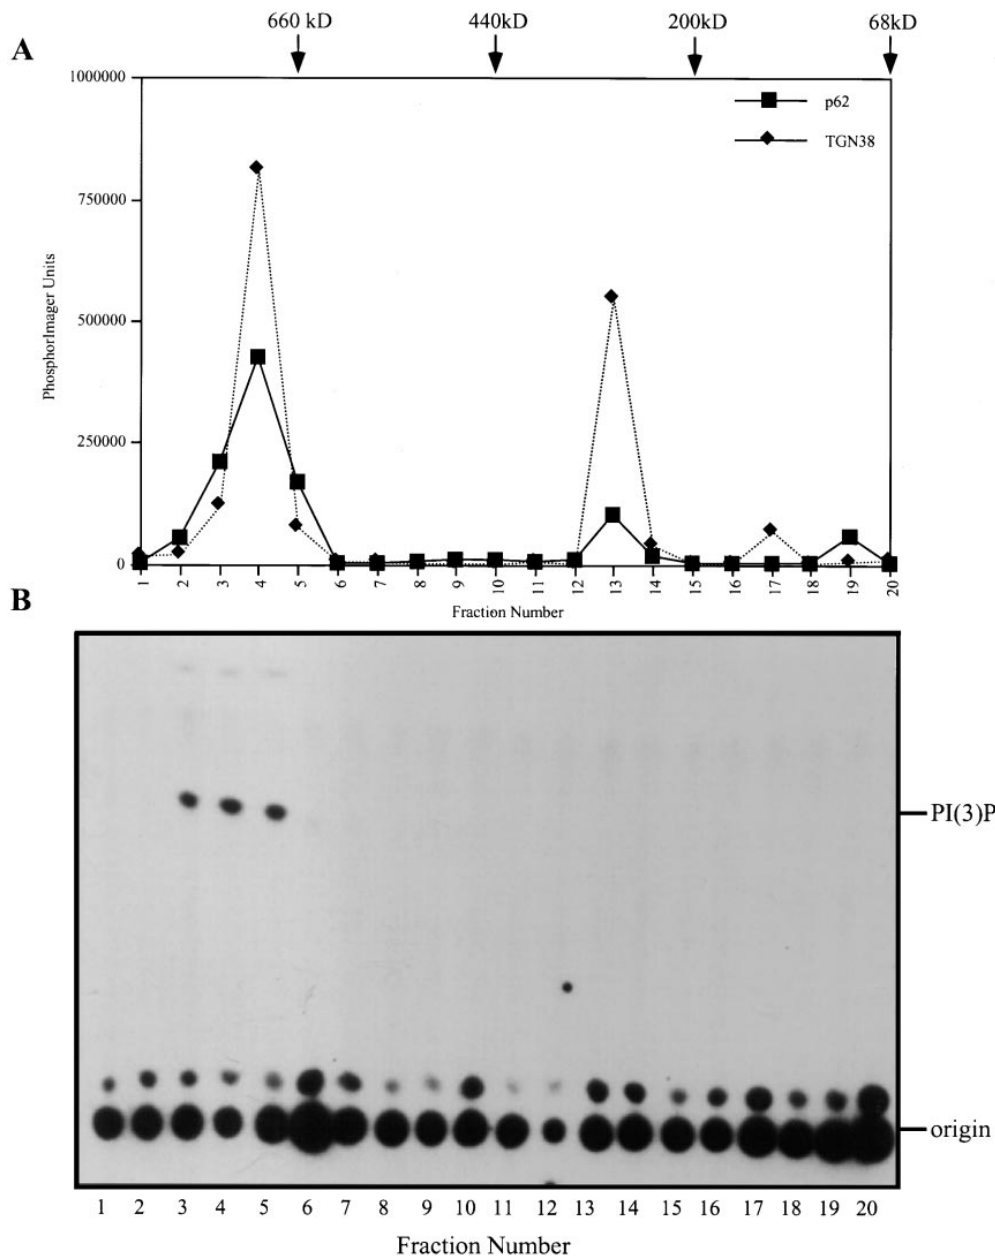 660 kD 440kD 200kD 68kD
A
1000000
750000
500000
250000
0
PhosphorImager Units
p62
TGN38
1 2 3 4 5 6 7 8 9 10 11 12 13 14 15 16 17 18 19 20
Fraction Number
B
PI(3)P
origin
1 2 3 4 5 6 7 8 9 10 11 12 13 14 15 16 17 18 19 20
Fraction Number